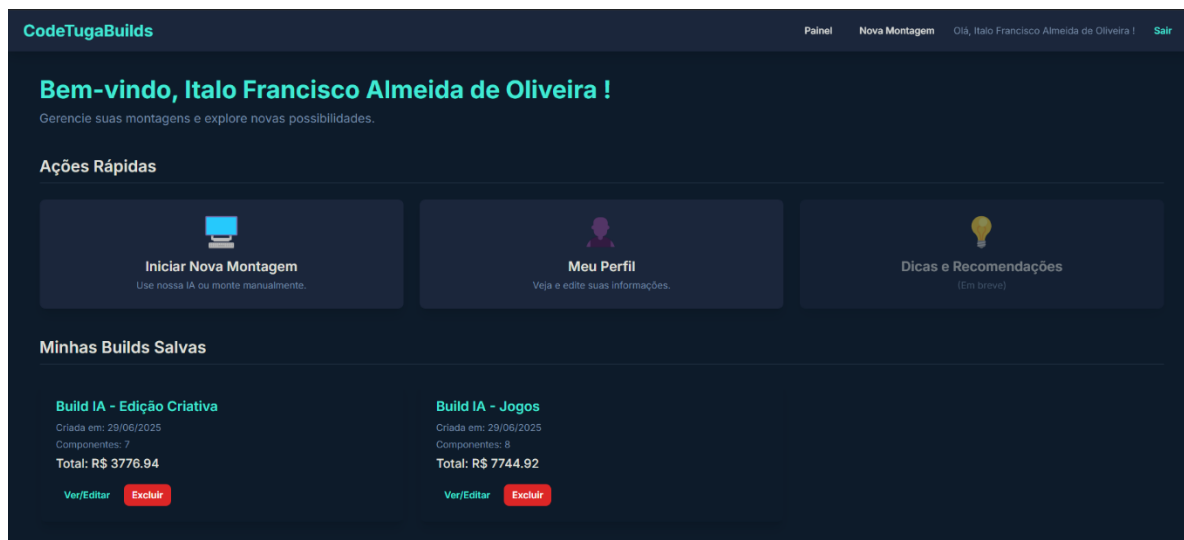 CodeTugaBuilds
Painel Nova Montagem Olá, Italo Francisco Almeida de Oliveira ! Sair
Bem-vindo, Italo Francisco Almeida de Oliveira !
Gerencie suas montagens e explore novas possibilidades.
Ações Rápidas
Iniciar Nova Montagem
Use nossa IA ou monte manualmente.
Meu Perfil
Veja e edite suas informações.
Dicas e Recomendações
(Em breve)
Minhas Builds Salvas
Build IA - Edição Criativa
Criada em: 29/06/2025
Componentes: 7
Total: R$ 3776.94
Ver/Editar Excluir
Build IA - Jogos
Criada em: 29/06/2025
Componentes: 8
Total: R$ 7744.92
Ver/Editar Excluir